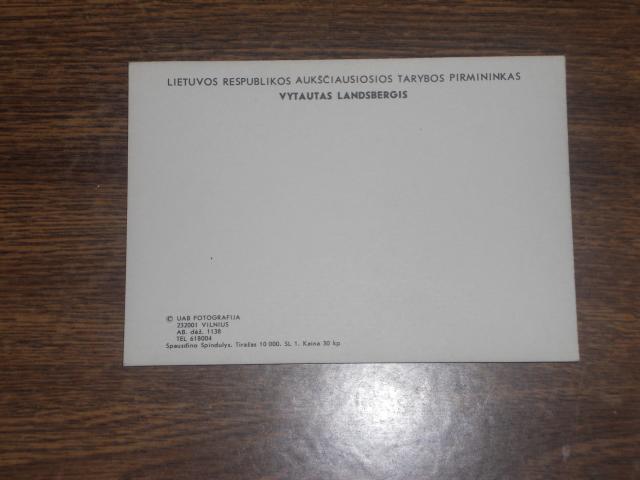 LIETUVOS RESPUBLIKOS AUKŠČIAUSIOSIOS TARYBOS PIRMININKAS
VYTAUTAS LANDSBERGIS
© UAB FOTOGRAFIJA
232001 VILNIUS
AB. dėž. 1138
TEL 618004
Spausdino Spindulys. Tiražas 10 000. SL 1. Kaina 30 kp